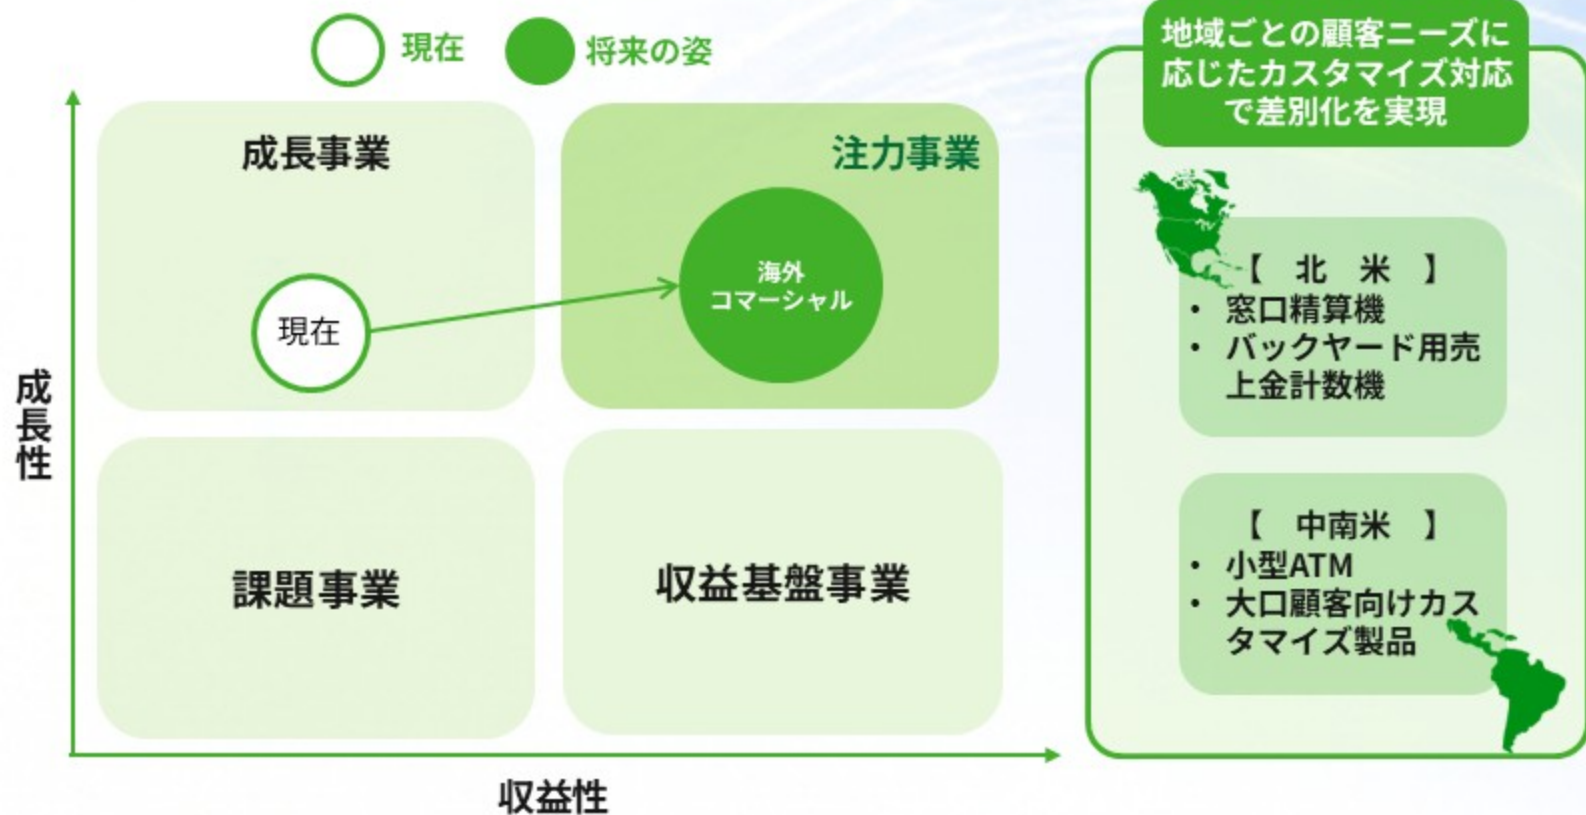 現在
将来の姿
成長事業
注力事業
現在
海外
コマーシャル
課題事業
収益基盤事業
成長性
収益性
地域ごとの顧客ニーズに
応じたカスタマイズ対応
で差別化を実現
【 北 米 】
・ 窓口精算機
・ バックヤード用売
上金計数機
【 中南米 】
・ 小型ATM
・ 大口顧客向けカス
タマイズ製品